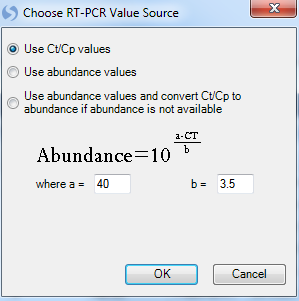 Choose RT-PCR Value Source
Use Ct/Cp values
Use abundance values
Use abundance values and convert Ct/Cp to
abundance if abundance is not available
Abundance=10^((a-CT)/b)
where a = 40 b = 3.5
OK Cancel